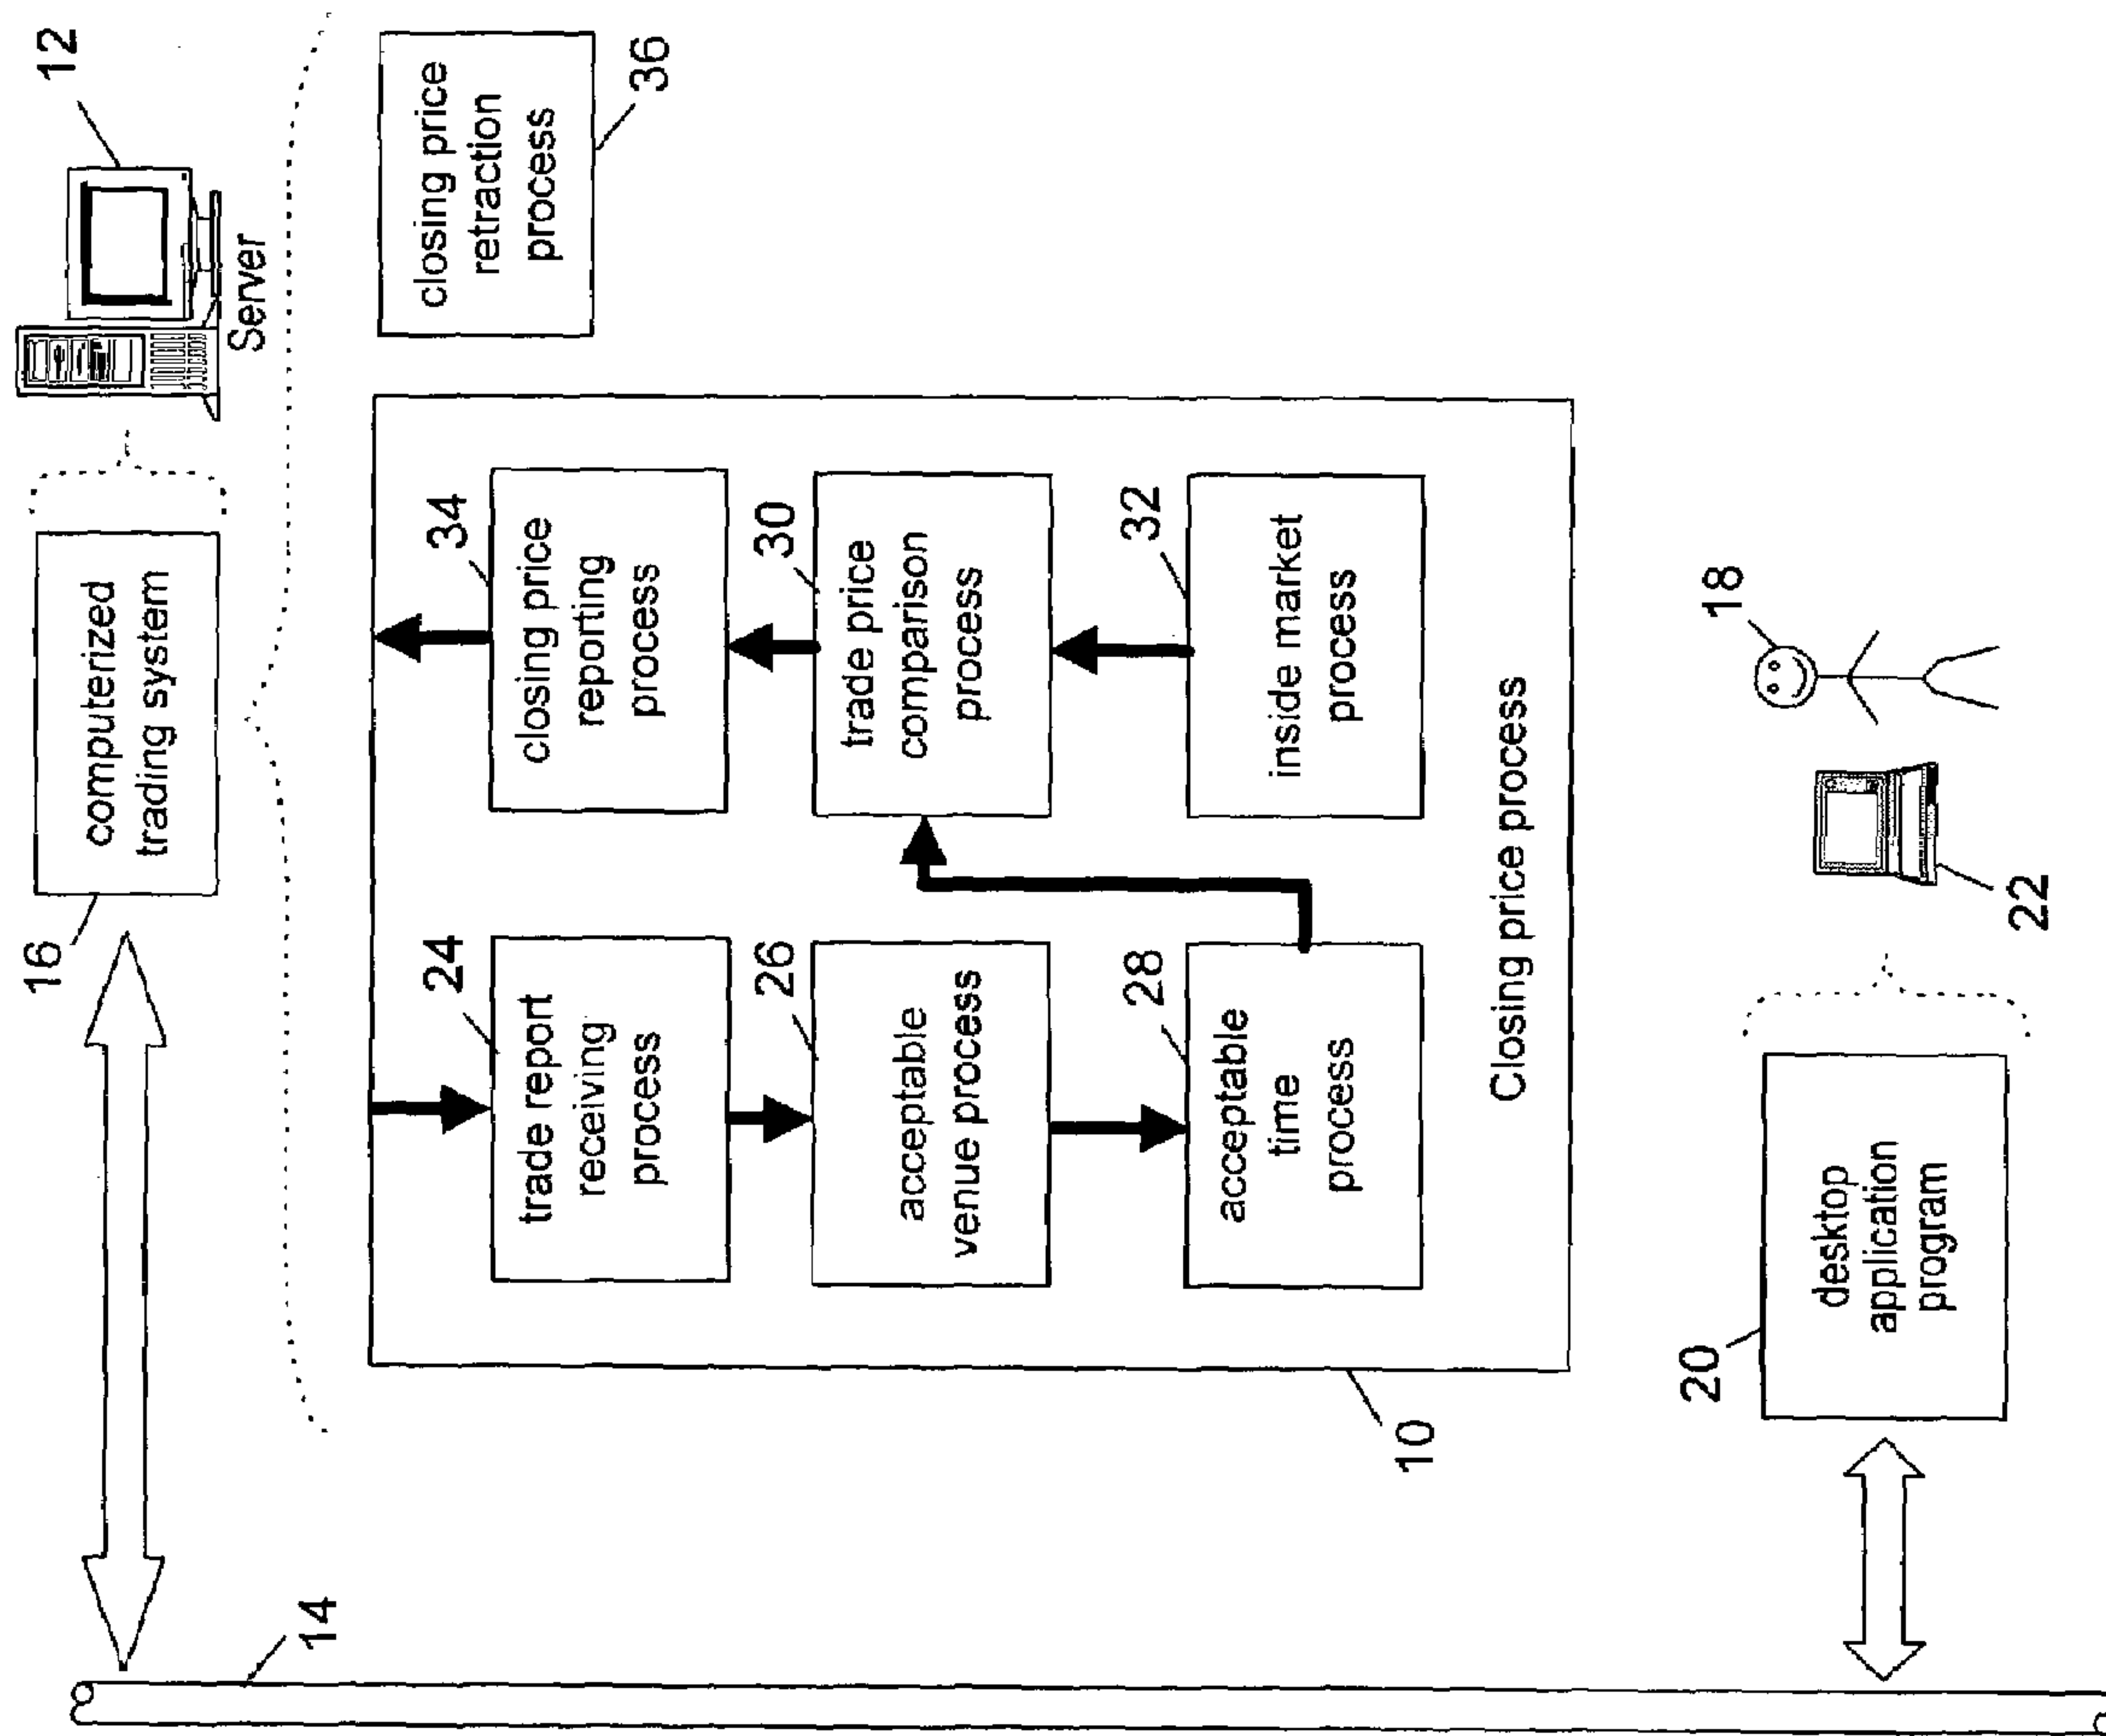 12
Server
computerized
trading system
16
14
closing price
retraction
process
36
34
closing price
reporting
process
30
trade price
comparison
process
32
inside market
process
24
trade report
receiving
process
26
acceptable
venue process
28
acceptable
time
process
Closing price process
10
18
22
desktop
application
program
20